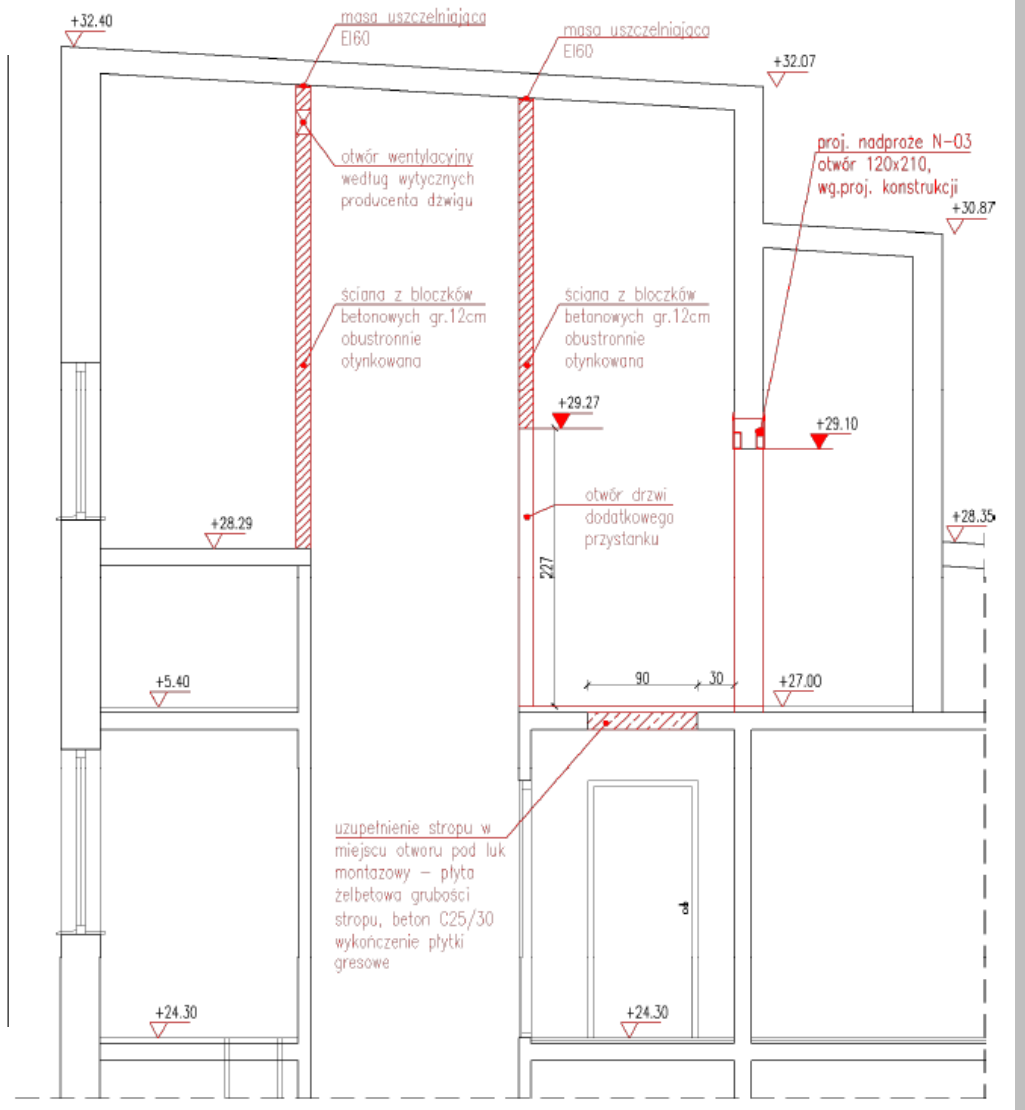 +32.40
masa uszczelniająca
EI60
masa uszczelniająca
EI60
+32.07
proj. nadproże N-03
otwór 120x210,
wg.proj. konstrukcji
otwór wentylacyjny
według wytycznych
producenta dźwigu
+30.87
ściana z bloczków
betonowych gr.12cm
obustronnie
otynkowana
ściana z bloczków
betonowych gr.12cm
obustronnie
otynkowana
+29.27
+29.10
otwór drzwi
dodatkowego
przystanku
+28.29
+28.35
227
+5.40
90
30
+27.00
uzupełnienie stropu w
miejscu otworu pod luk
montazowy – płyta
żelbetowa grubości
stropu, beton C25/30
wykończenie płytki
gresowe
+24.30
+24.30